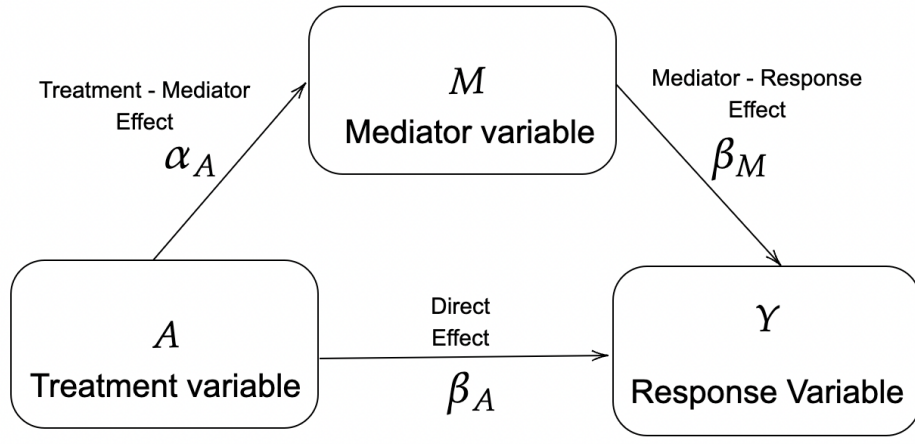 M
Mediator variable
Treatment - Mediator
Effect
α_A
Mediator - Response
Effect
β_M
A
Treatment variable
Direct
Effect
β_A
Y
Response Variable